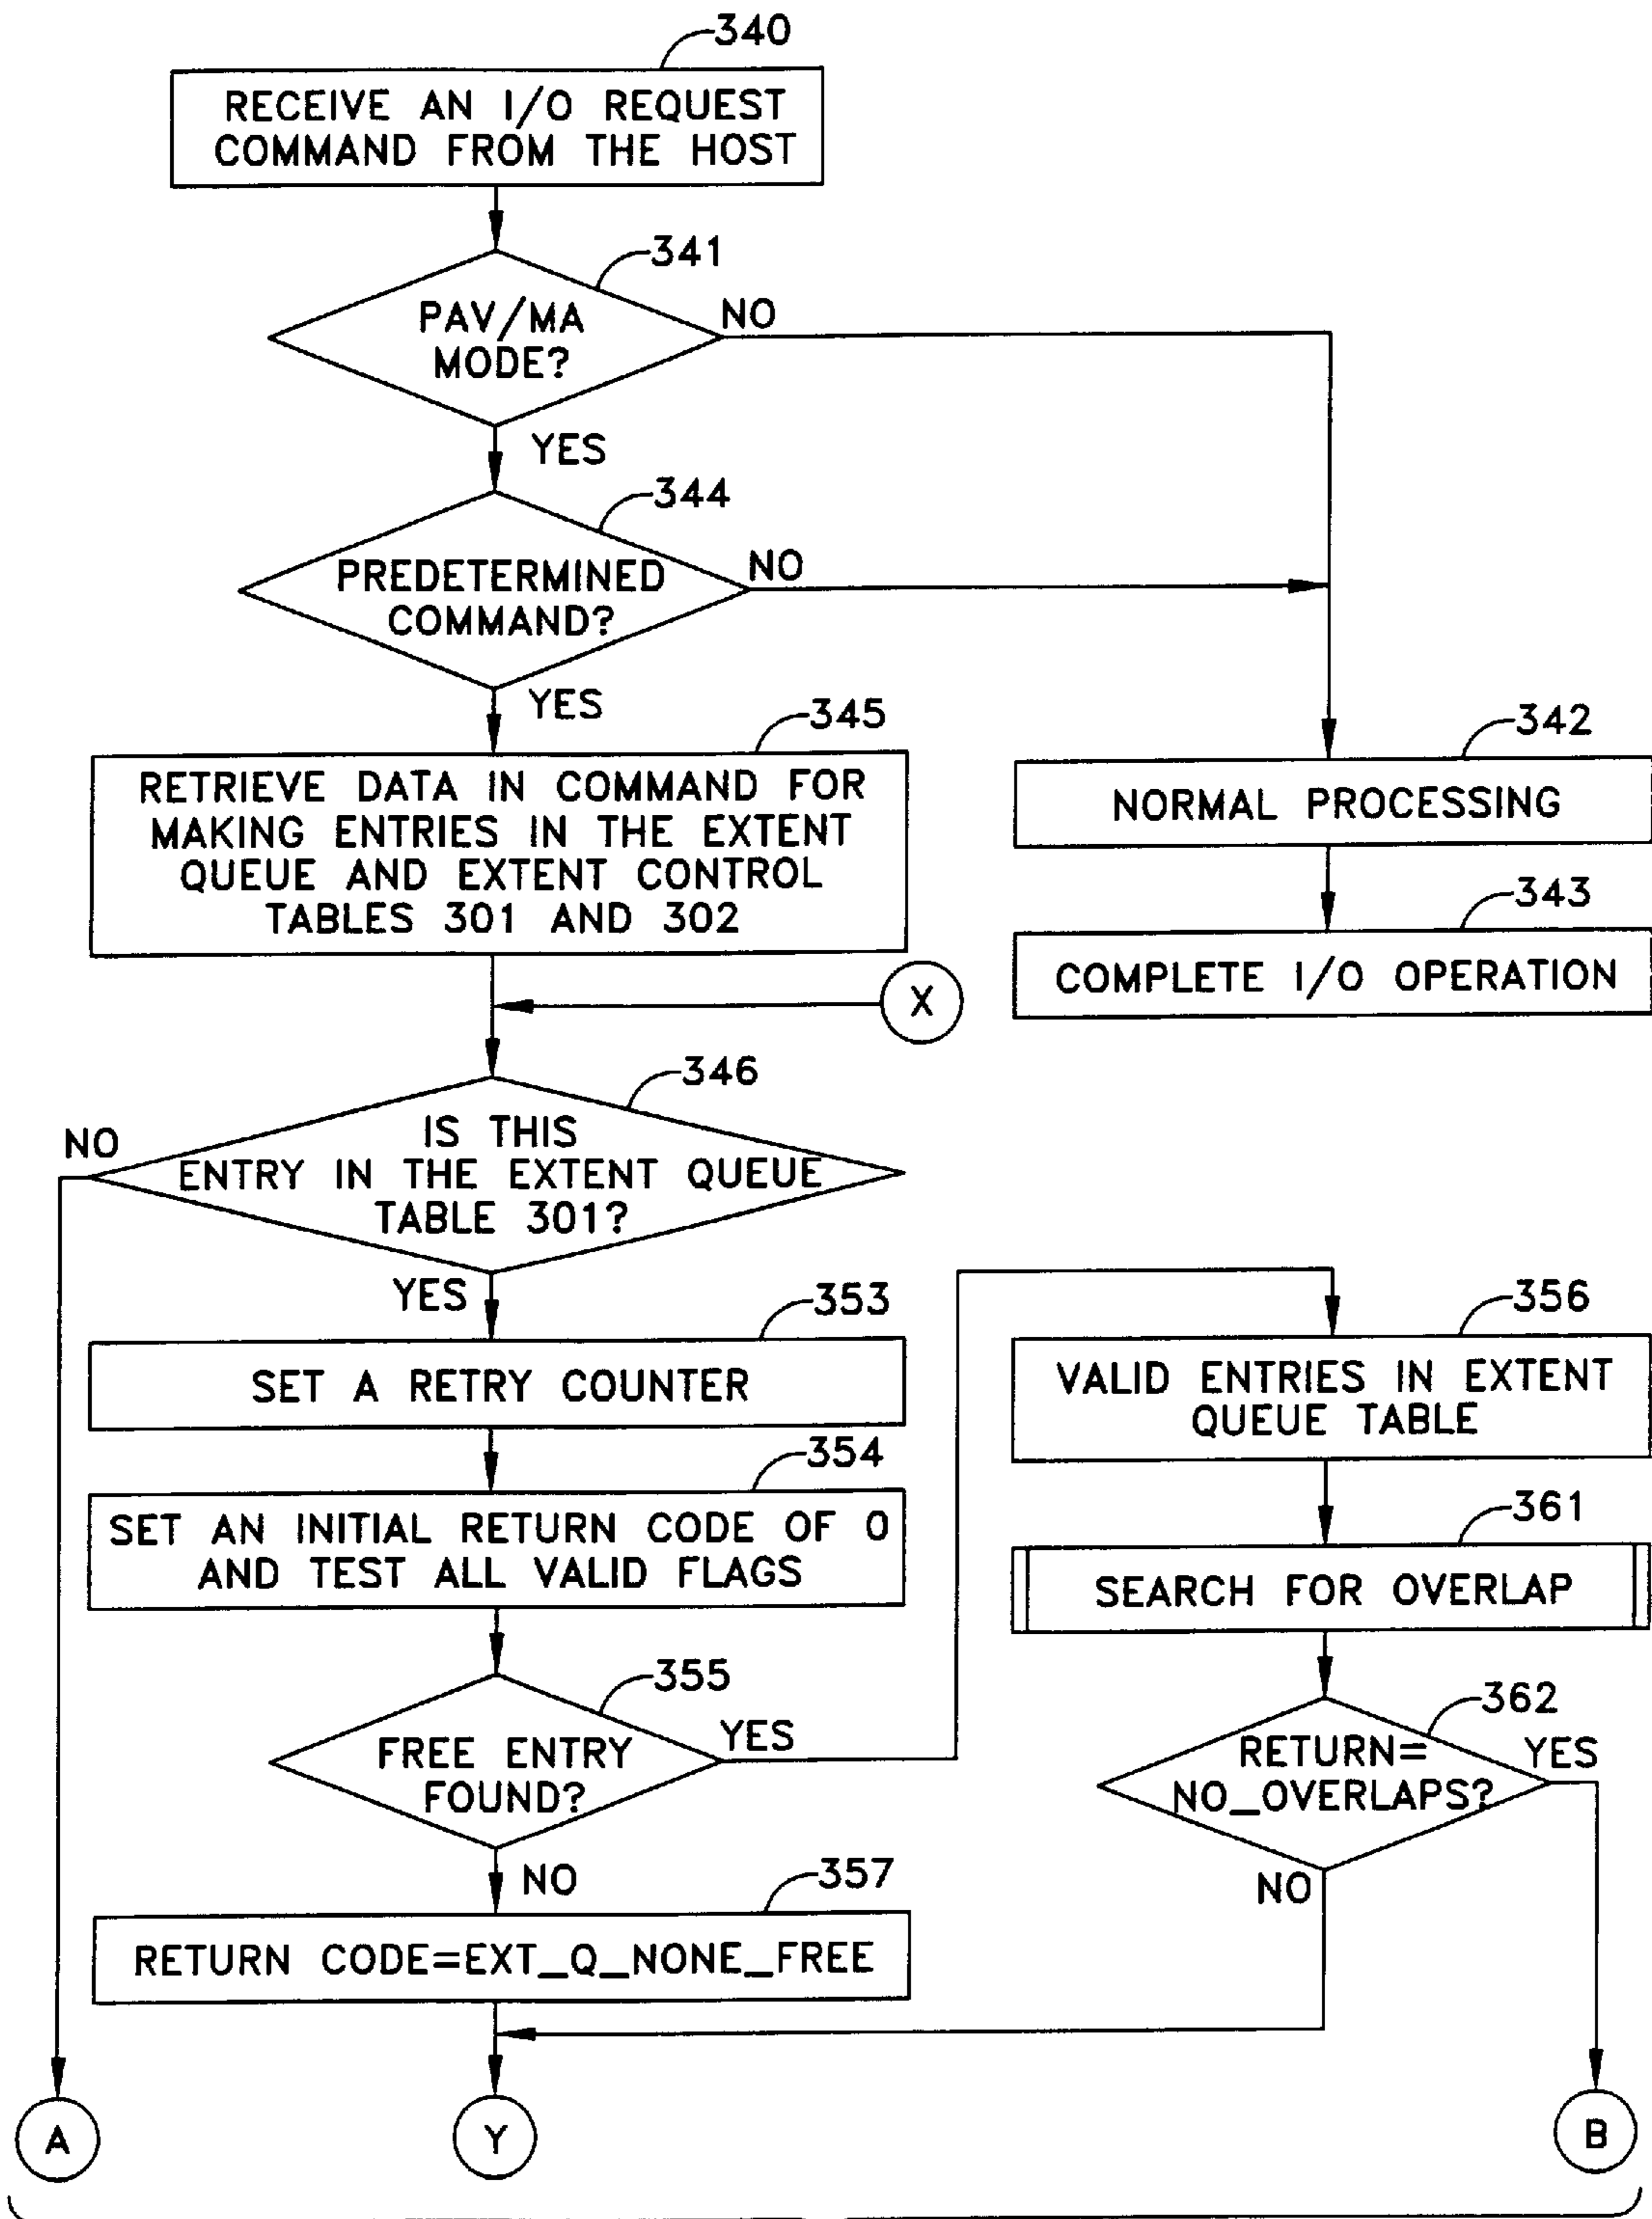 340
RECEIVE AN I/O REQUEST
COMMAND FROM THE HOST
341
PAV/MA
MODE?
NO
YES
344
PREDETERMINED
COMMAND?
NO
YES
345
RETRIEVE DATA IN COMMAND FOR
MAKING ENTRIES IN THE EXTENT
QUEUE AND EXTENT CONTROL
TABLES 301 AND 302
342
NORMAL PROCESSING
343
COMPLETE I/O OPERATION
X
346
IS THIS
ENTRY IN THE EXTENT QUEUE
TABLE 301?
NO
YES
353
SET A RETRY COUNTER
354
SET AN INITIAL RETURN CODE OF 0
AND TEST ALL VALID FLAGS
355
FREE ENTRY
FOUND?
YES
NO
357
RETURN CODE=EXT_Q_NONE_FREE
356
VALID ENTRIES IN EXTENT
QUEUE TABLE
361
SEARCH FOR OVERLAP
362
RETURN=
NO_OVERLAPS?
YES
NO
A
Y
B